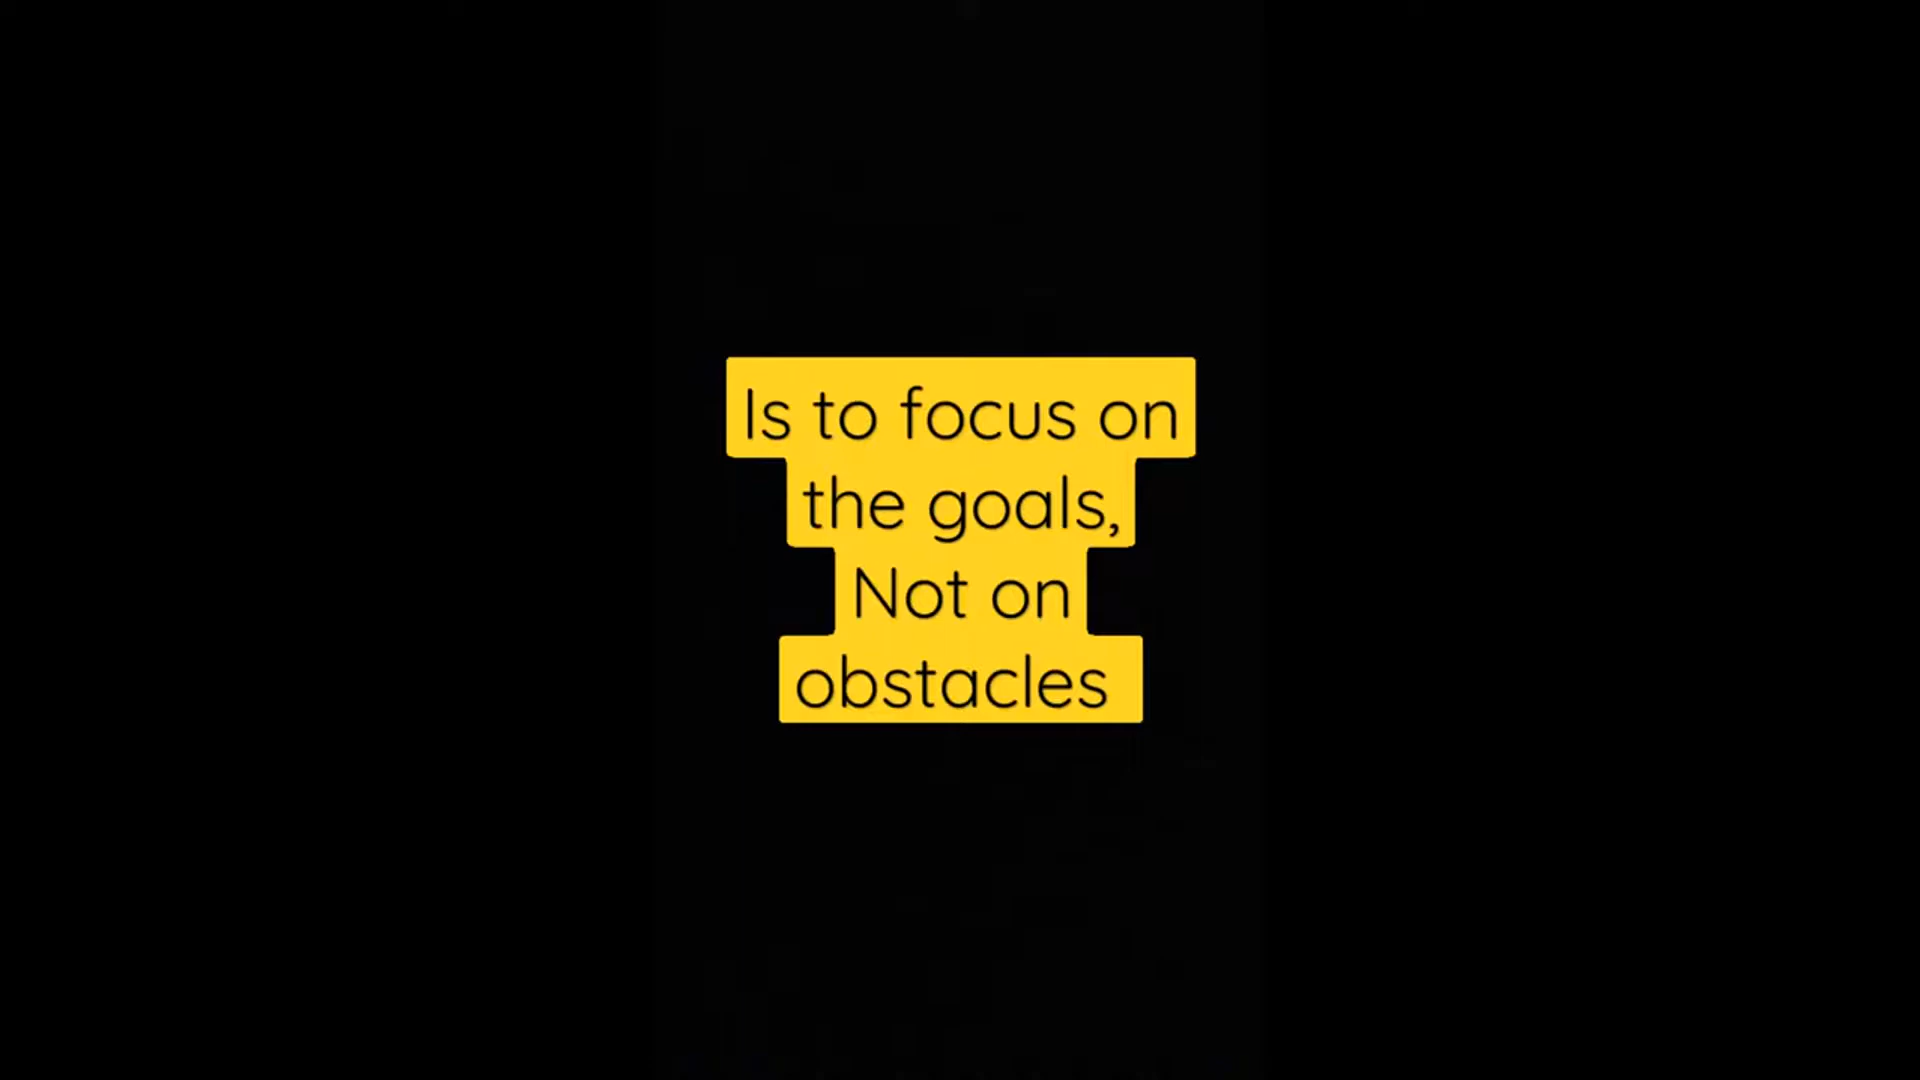 Is to focus on
the goals,
Not on
obstacles